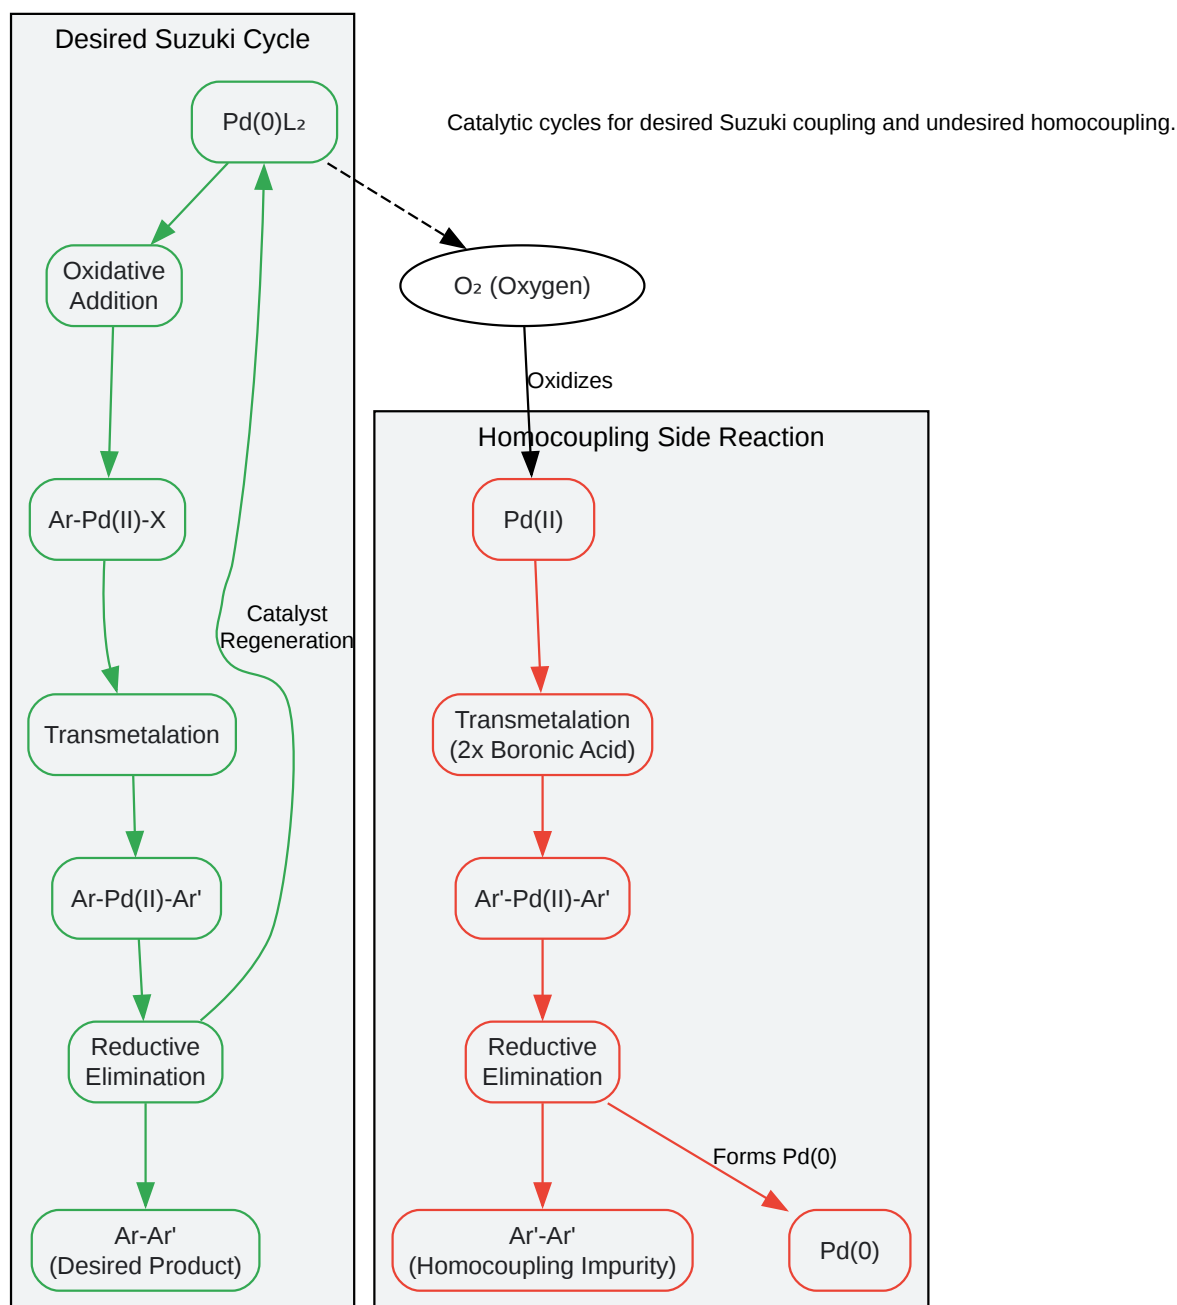 Desired Suzuki Cycle
Pd(0)L₂
Catalytic cycles for desired Suzuki coupling and undesired homocoupling.
Oxidative
Addition
O₂ (Oxygen)
Oxidizes
Homocoupling Side Reaction
Ar-Pd(II)-X
Pd(II)
Catalyst
Regeneration
Transmetalation
Transmetalation
(2x Boronic Acid)
Ar-Pd(II)-Ar'
Ar'-Pd(II)-Ar'
Reductive
Elimination
Reductive
Elimination
Forms Pd(0)
Ar-Ar'
(Desired Product)
Ar'-Ar'
(Homocoupling Impurity)
Pd(0)